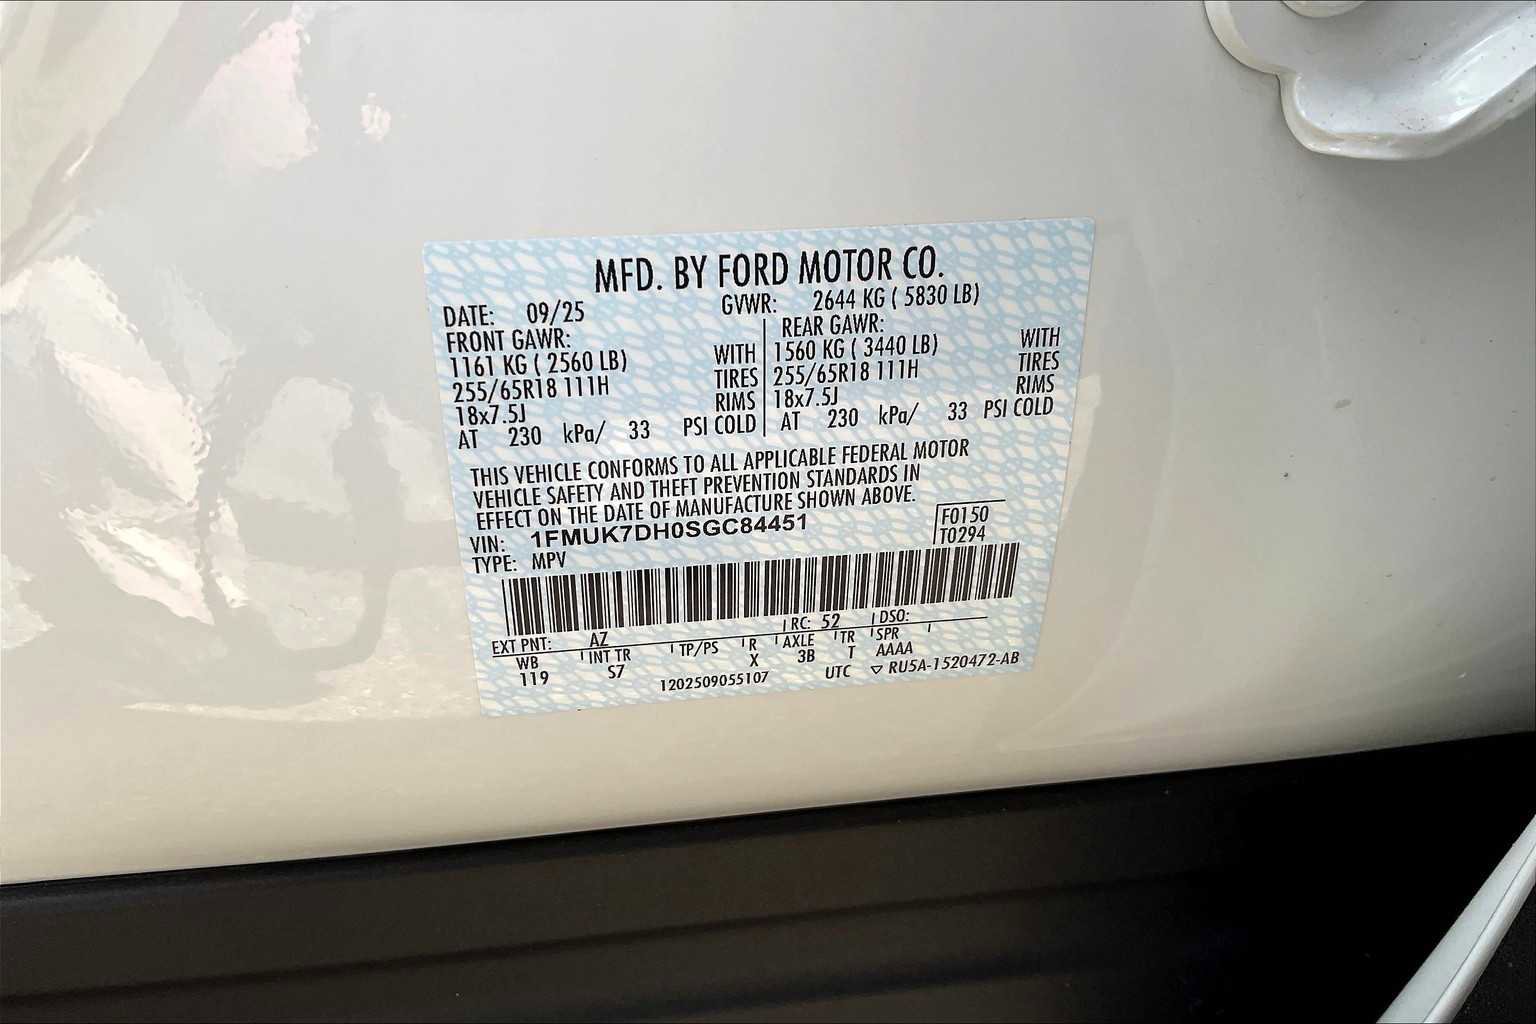 MFD. BY FORD MOTOR CO.
DATE: 09/25 GVWR: 2644 KG ( 5830 LB)
FRONT GAWR: REAR GAWR:
1161 KG ( 2560 LB) WITH 1560 KG ( 3440 LB) WITH
255/65R18 111H TIRES 255/65R18 111H TIRES
18x7.5J RIMS 18x7.5J RIMS
AT 230 kPa/ 33 PSI COLD AT 230 kPa/ 33 PSI COLD
THIS VEHICLE CONFORMS TO ALL APPLICABLE FEDERAL MOTOR
VEHICLE SAFETY AND THEFT PREVENTION STANDARDS IN
EFFECT ON THE DATE OF MANUFACTURE SHOWN ABOVE.
VIN: 1FMUK7DH0SGC84451 F0150
TYPE: MPV T0294
EXT PNT: AZ RC: 52 DSO:
WB INT TR TP/PS R AXLE TR SPR
119 S7 X 3B T AAAA
1202509055107 UTC ▽ RU5A-1520472-AB